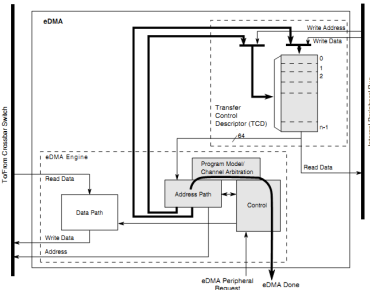 eDMA
Write Address
Write Data
0
1
2
n-1
Transfer
Control
Descriptor (TCD)
64
To/From Crossbar Switch
Read Data
eDMA Engine
Program Model/
Channel Arbitration
Read Data
Address Path
Control
Data Path
Write Data
Address
eDMA Peripheral
Request
eDMA Done